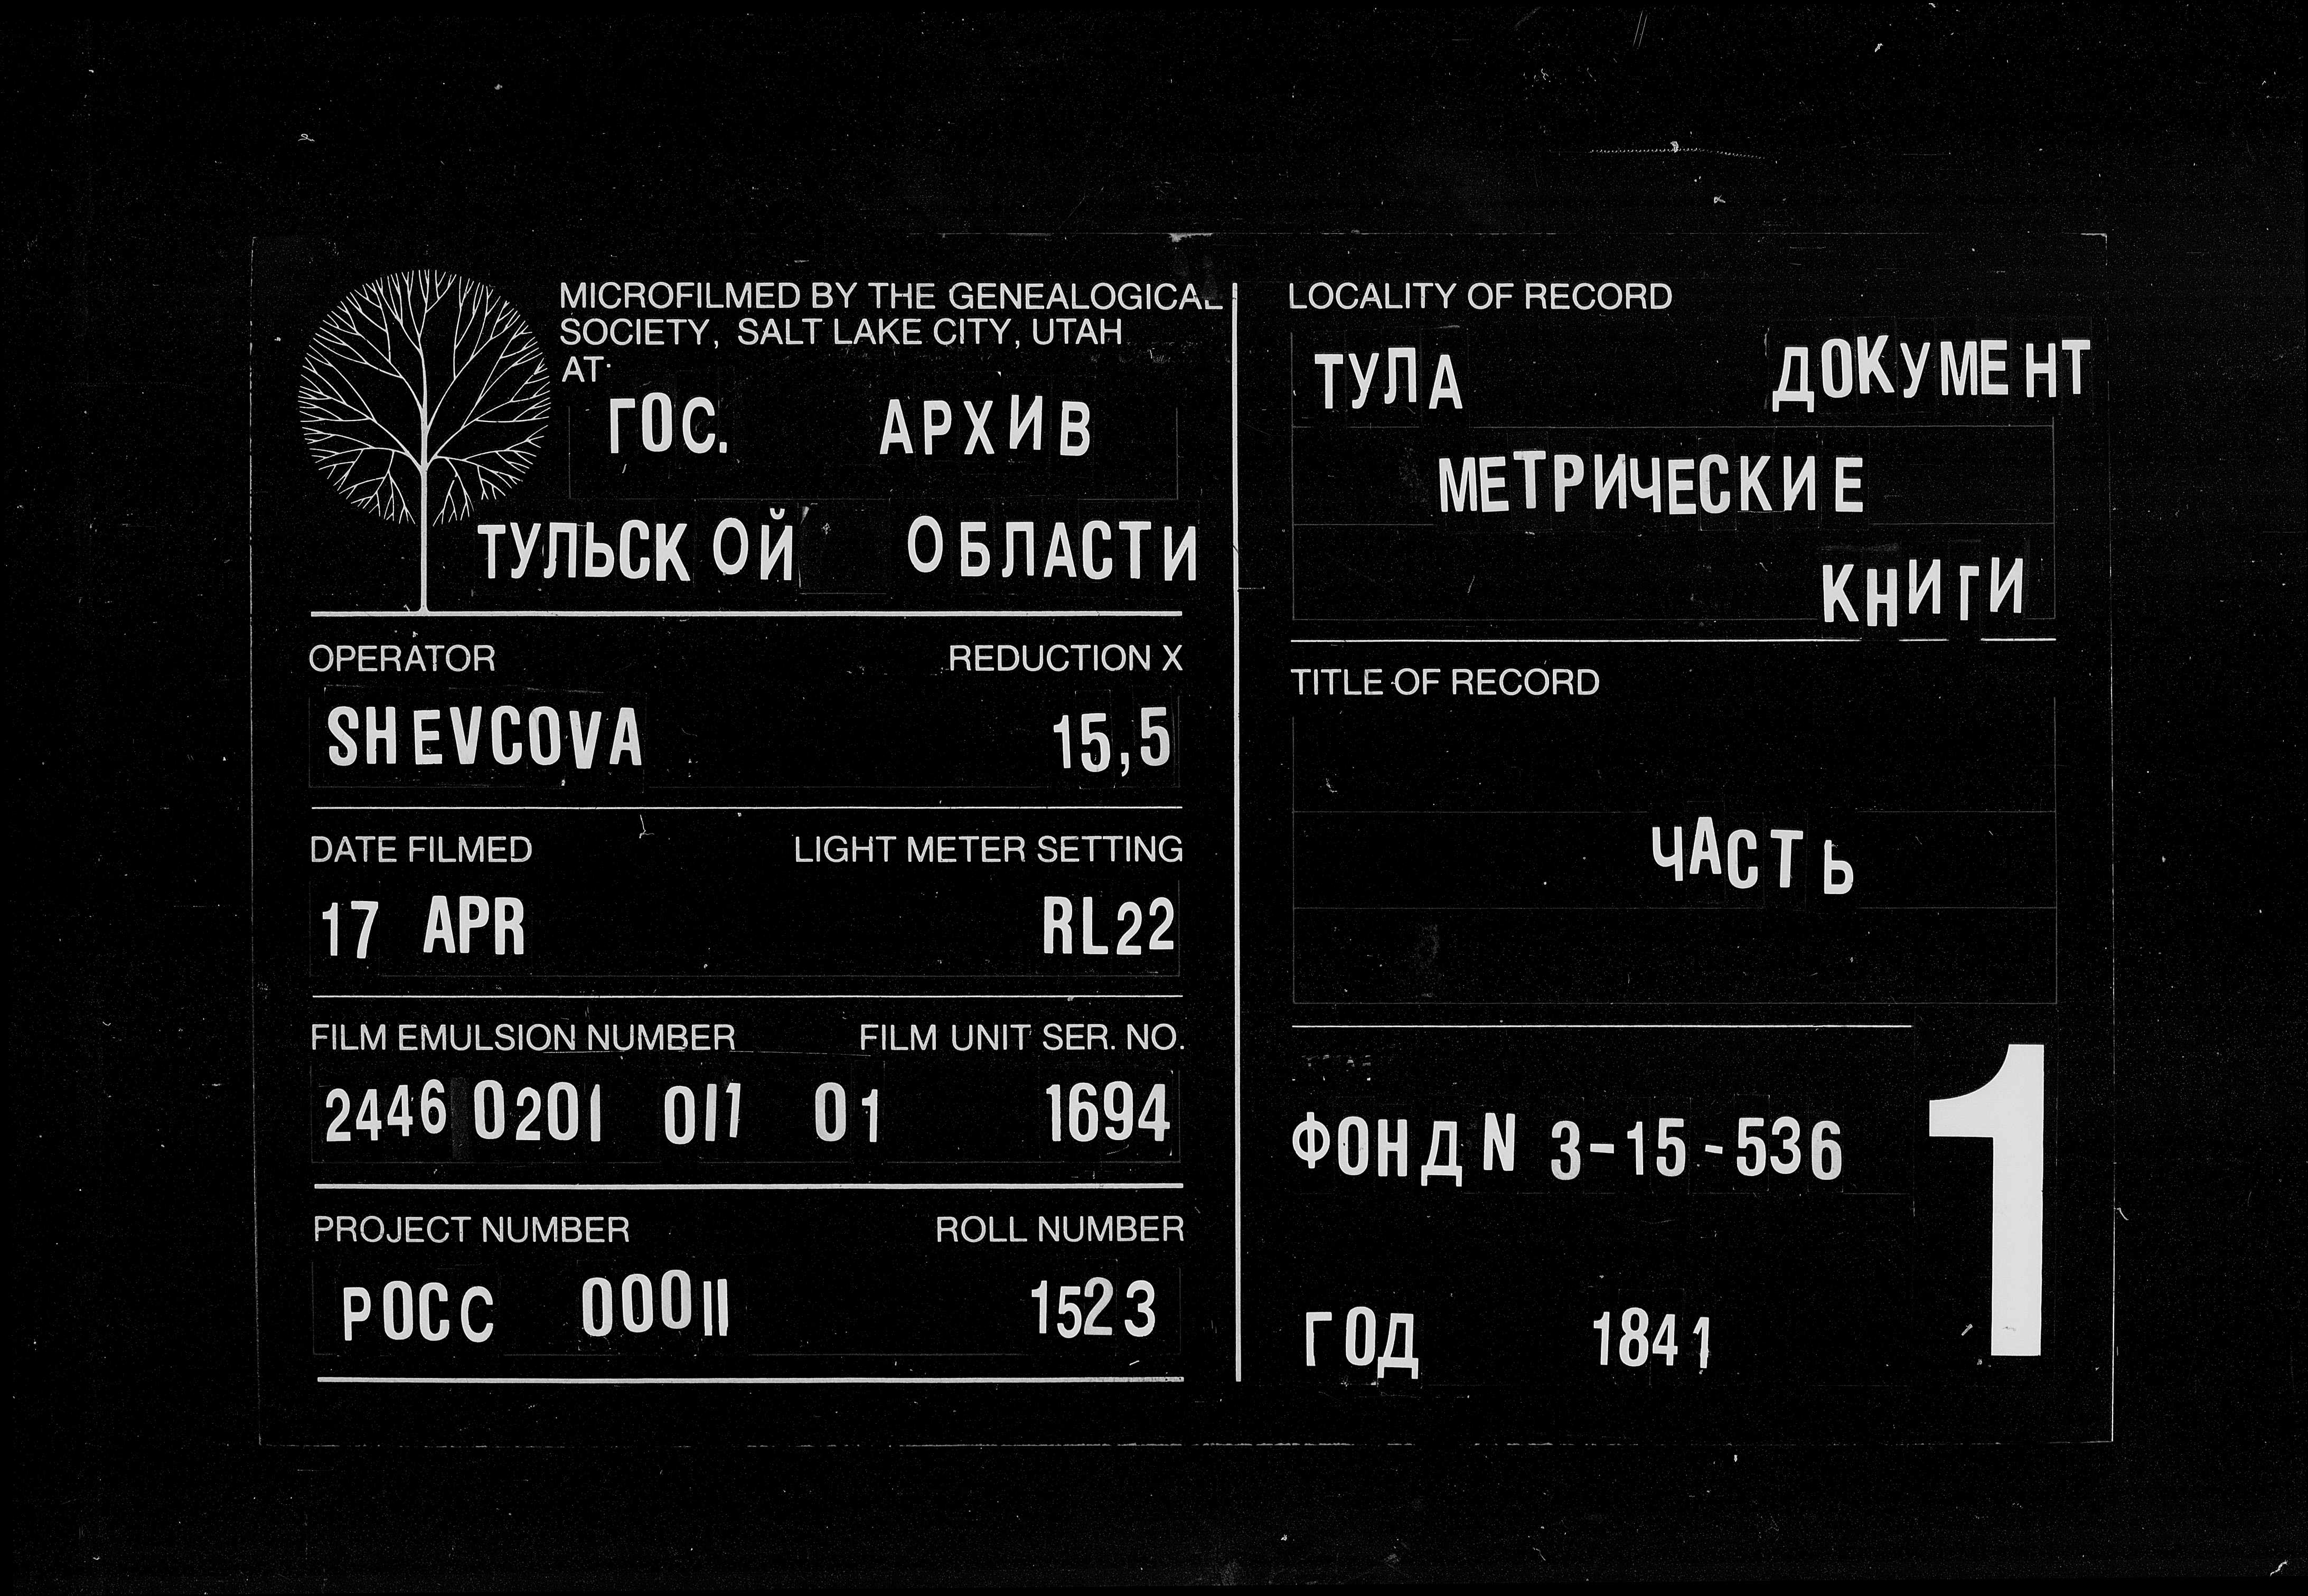 MICROFILMED BY THE GENEALOGICAL
SOCIETY, SALT LAKE CITY, UTAH
AT
ГОС. АРХИВ
ТУЛЬСКОЙ ОБЛАСТИ
OPERATOR REDUCTION X
SHEVCOVA 15,5
DATE FILMED LIGHT METER SETTING
17 APR RL22
FILM EMULSION NUMBER FILM UNIT SER. NO.
2446 0201 011 01 1694
PROJECT NUMBER ROLL NUMBER
РОСС 00011 1523
LOCALITY OF RECORD
ТУЛА ДОКУМЕНТ
МЕТРИЧЕСКИЕ
КНИГИ
TITLE OF RECORD
ЧАСТЬ
1
ФОНД N 3-15-536
ГОД 1841